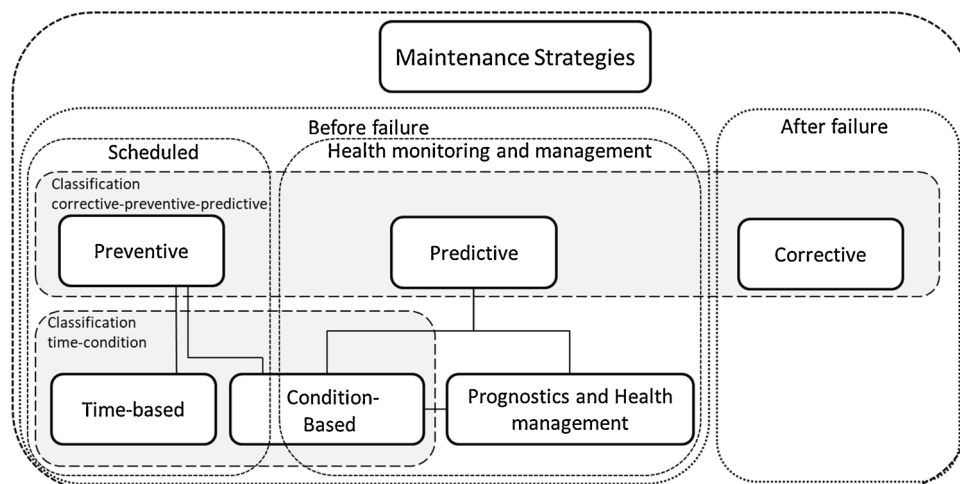 Maintenance Strategies
Before failure
After failure
Scheduled
Health monitoring and management
Classification
corrective-preventive-predictive
Preventive
Predictive
Corrective
Classification
time-condition
Time-based
Condition-
Based
Prognostics and Health
management